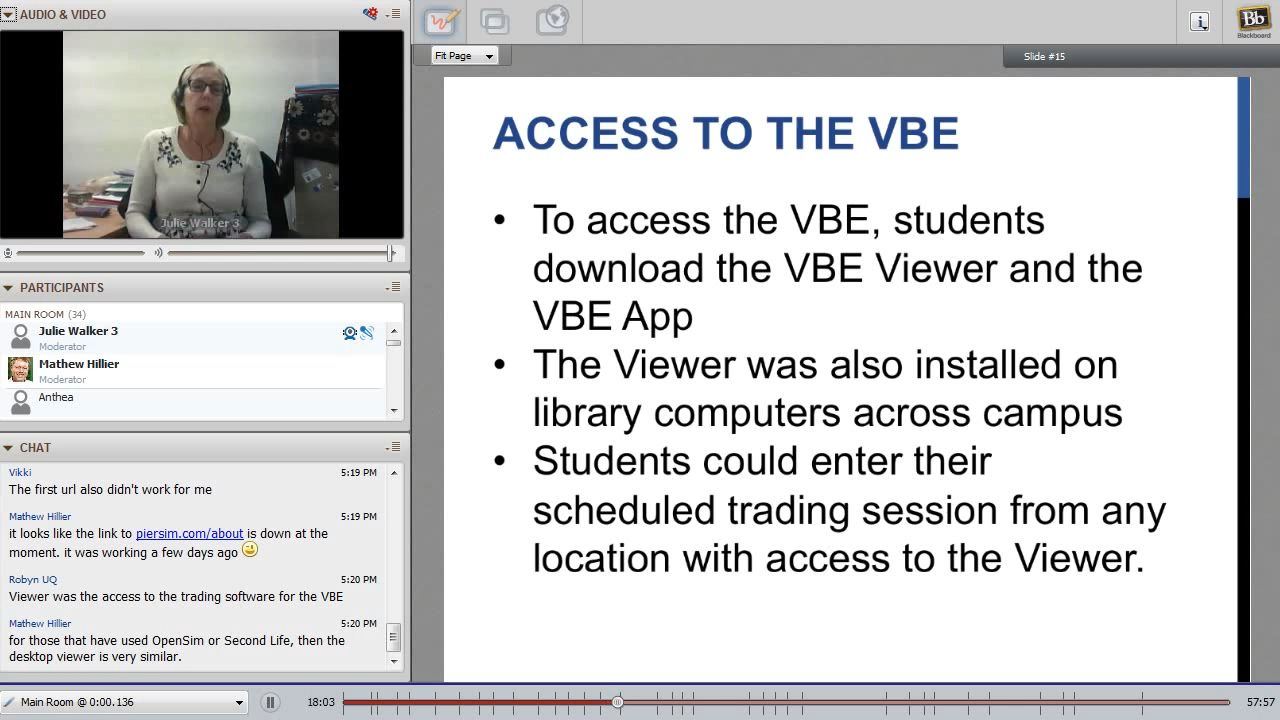 AUDIO & VIDEO
Julie Walker 3
PARTICIPANTS
MAIN ROOM (34)
Julie Walker 3
Moderator
Mathew Hillier
Moderator
Anthea
CHAT
Vikki 5:19 PM
The first url also didn't work for me
Mathew Hillier 5:19 PM
it looks like the link to piersim.com/about is down at the
moment. it was working a few days ago
Robyn UQ 5:20 PM
Viewer was the access to the trading software for the VBE
Mathew Hillier 5:20 PM
for those that have used OpenSim or Second Life, then the
desktop viewer is very similar.
Main Room @ 0:00.136
18:03
57:57
Fit Page
Slide #15
Bb
Blackboard
ACCESS TO THE VBE
• To access the VBE, students
download the VBE Viewer and the
VBE App
• The Viewer was also installed on
library computers across campus
• Students could enter their
scheduled trading session from any
location with access to the Viewer.